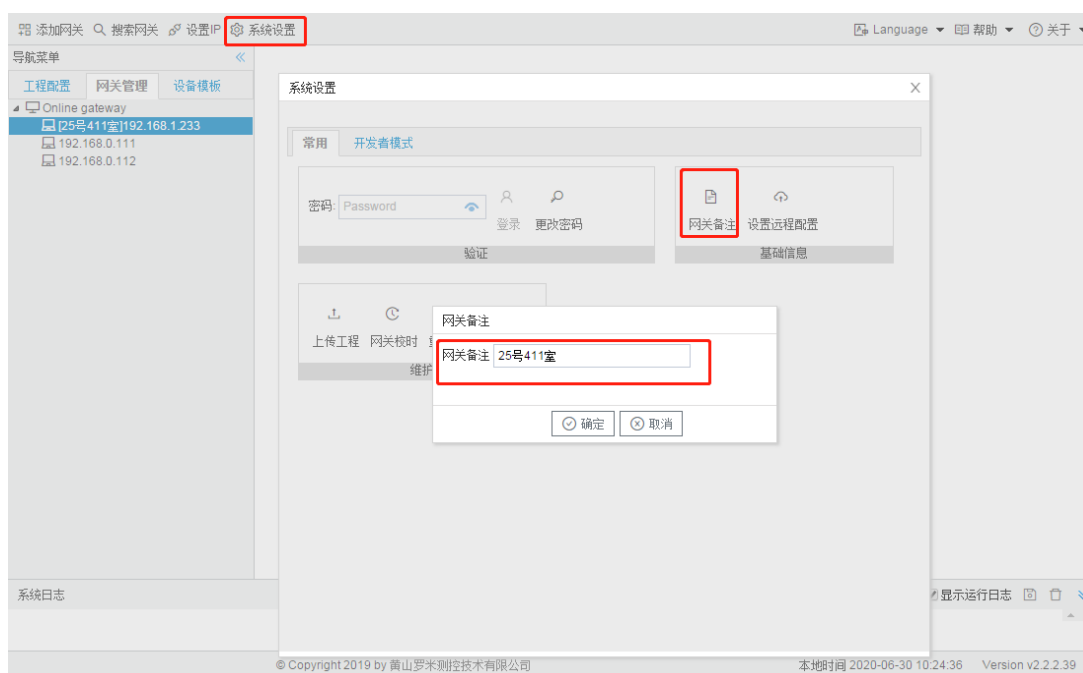 添加网关 搜索网关 设置IP 系统设置 Language 帮助 关于
导航菜单
工程配置 网关管理 设备模板
Online gateway
[25号411室]192.168.1.233
192.168.0.111
192.168.0.112
系统设置
常用 开发者模式
密码: Password
登录 更改密码
验证
网关备注 设置远程配置
基础信息
上传工程 网关校时
维护
网关备注
网关备注 25号411室
确定 取消
系统日志 显示运行日志
© Copyright 2019 by 黄山罗米测控技术有限公司 本地时间 2020-06-30 10:24:36 Version v2.2.2.39